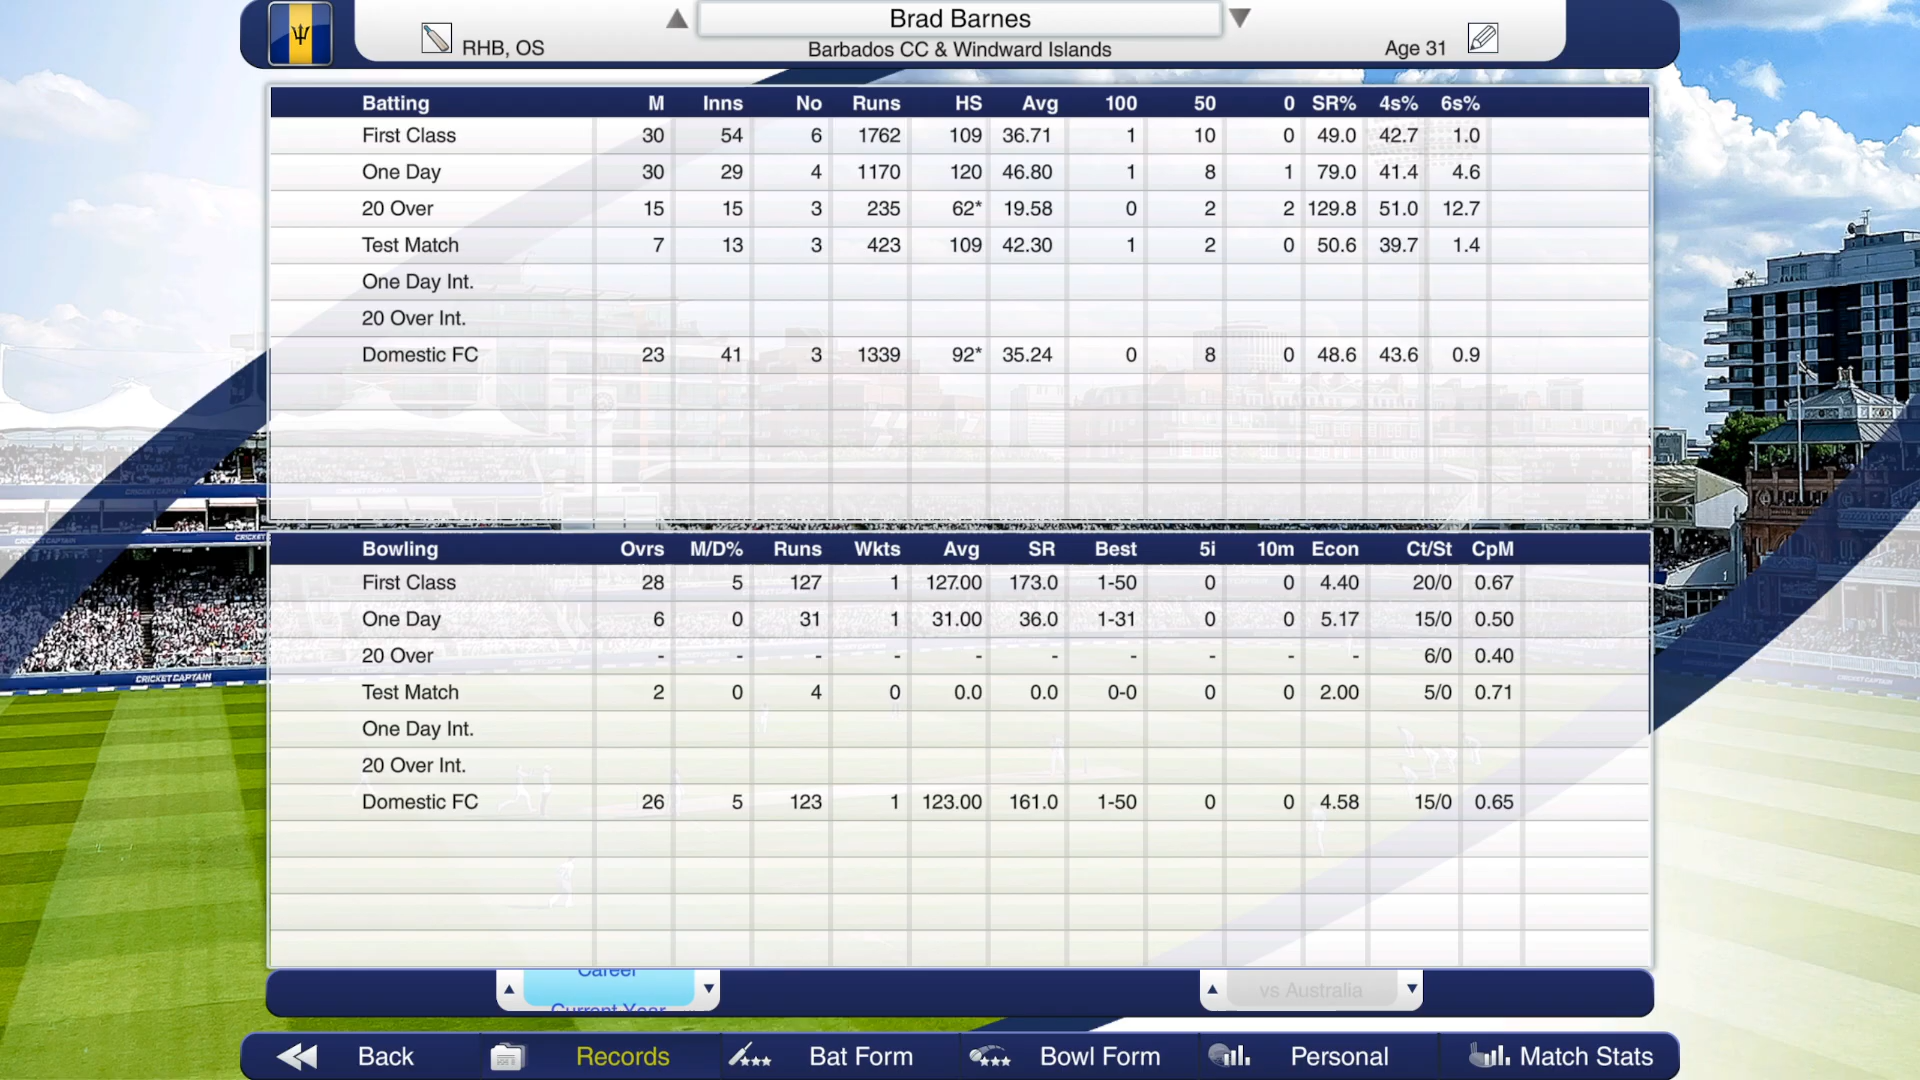 Brad Barnes
RHB, OS
Barbados CC & Windward Islands
Age 31
Batting M Inns No Runs HS Avg 100 50 0 SR% 4s% 6s%
First Class 30 54 6 1762 109 36.71 1 10 0 49.0 42.7 1.0
One Day 30 29 4 1170 120 46.80 1 8 1 79.0 41.4 4.6
20 Over 15 15 3 235 62* 19.58 0 2 2 129.8 51.0 12.7
Test Match 7 13 3 423 109 42.30 1 2 0 50.6 39.7 1.4
One Day Int.
20 Over Int.
Domestic FC 23 41 3 1339 92* 35.24 0 8 0 48.6 43.6 0.9
Bowling Ovrs M/D% Runs Wkts Avg SR Best 5i 10m Econ Ct/St CpM
First Class 28 5 127 1 127.00 173.0 1-50 0 0 4.40 20/0 0.67
One Day 6 0 31 1 31.00 36.0 1-31 0 0 5.17 15/0 0.50
20 Over - - - - - - - - - - 6/0 0.40
Test Match 2 0 4 0 0.0 0.0 0-0 0 0 2.00 5/0 0.71
One Day Int.
20 Over Int.
Domestic FC 26 5 123 1 123.00 161.0 1-50 0 0 4.58 15/0 0.65
CRICKET CAPTAIN
Career
Current Year
vs Australia
Back Records Bat Form Bowl Form Personal Match Stats